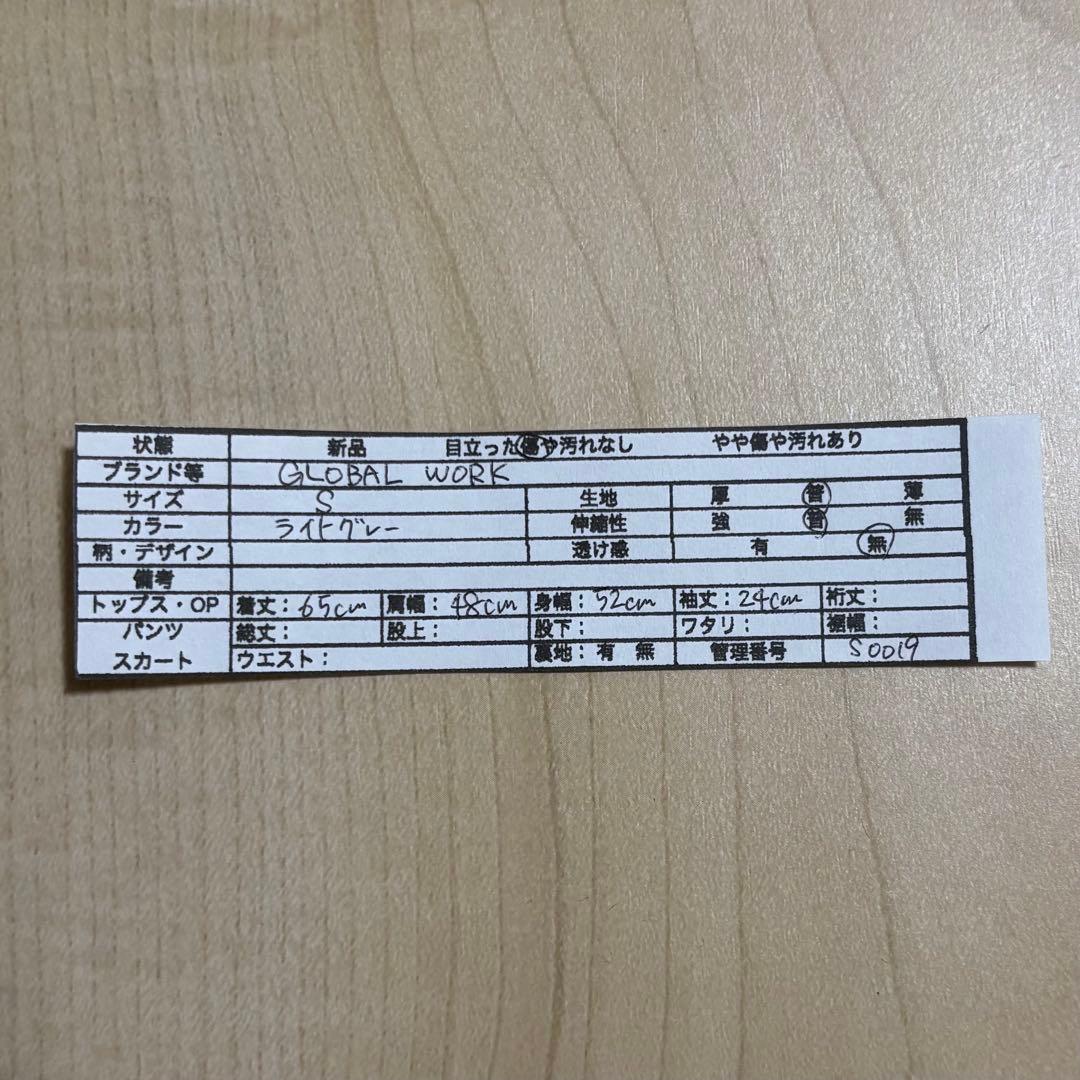 状態 新品 目立った傷や汚れなし やや傷や汚れあり
ブランド等 GLOBAL WORK
サイズ S 生地 厚 普 薄
カラー ライトグレー 伸縮性 強 普 無
柄・デザイン 透け感 有 無
備考
トップス・OP 着丈：65cm 肩幅：48cm 身幅：52cm 袖丈：24cm 裄丈：
パンツ 総丈： 股上： 股下： ワタリ： 裾幅：
スカート ウエスト： 裏地：有 無 管理番号 S0019